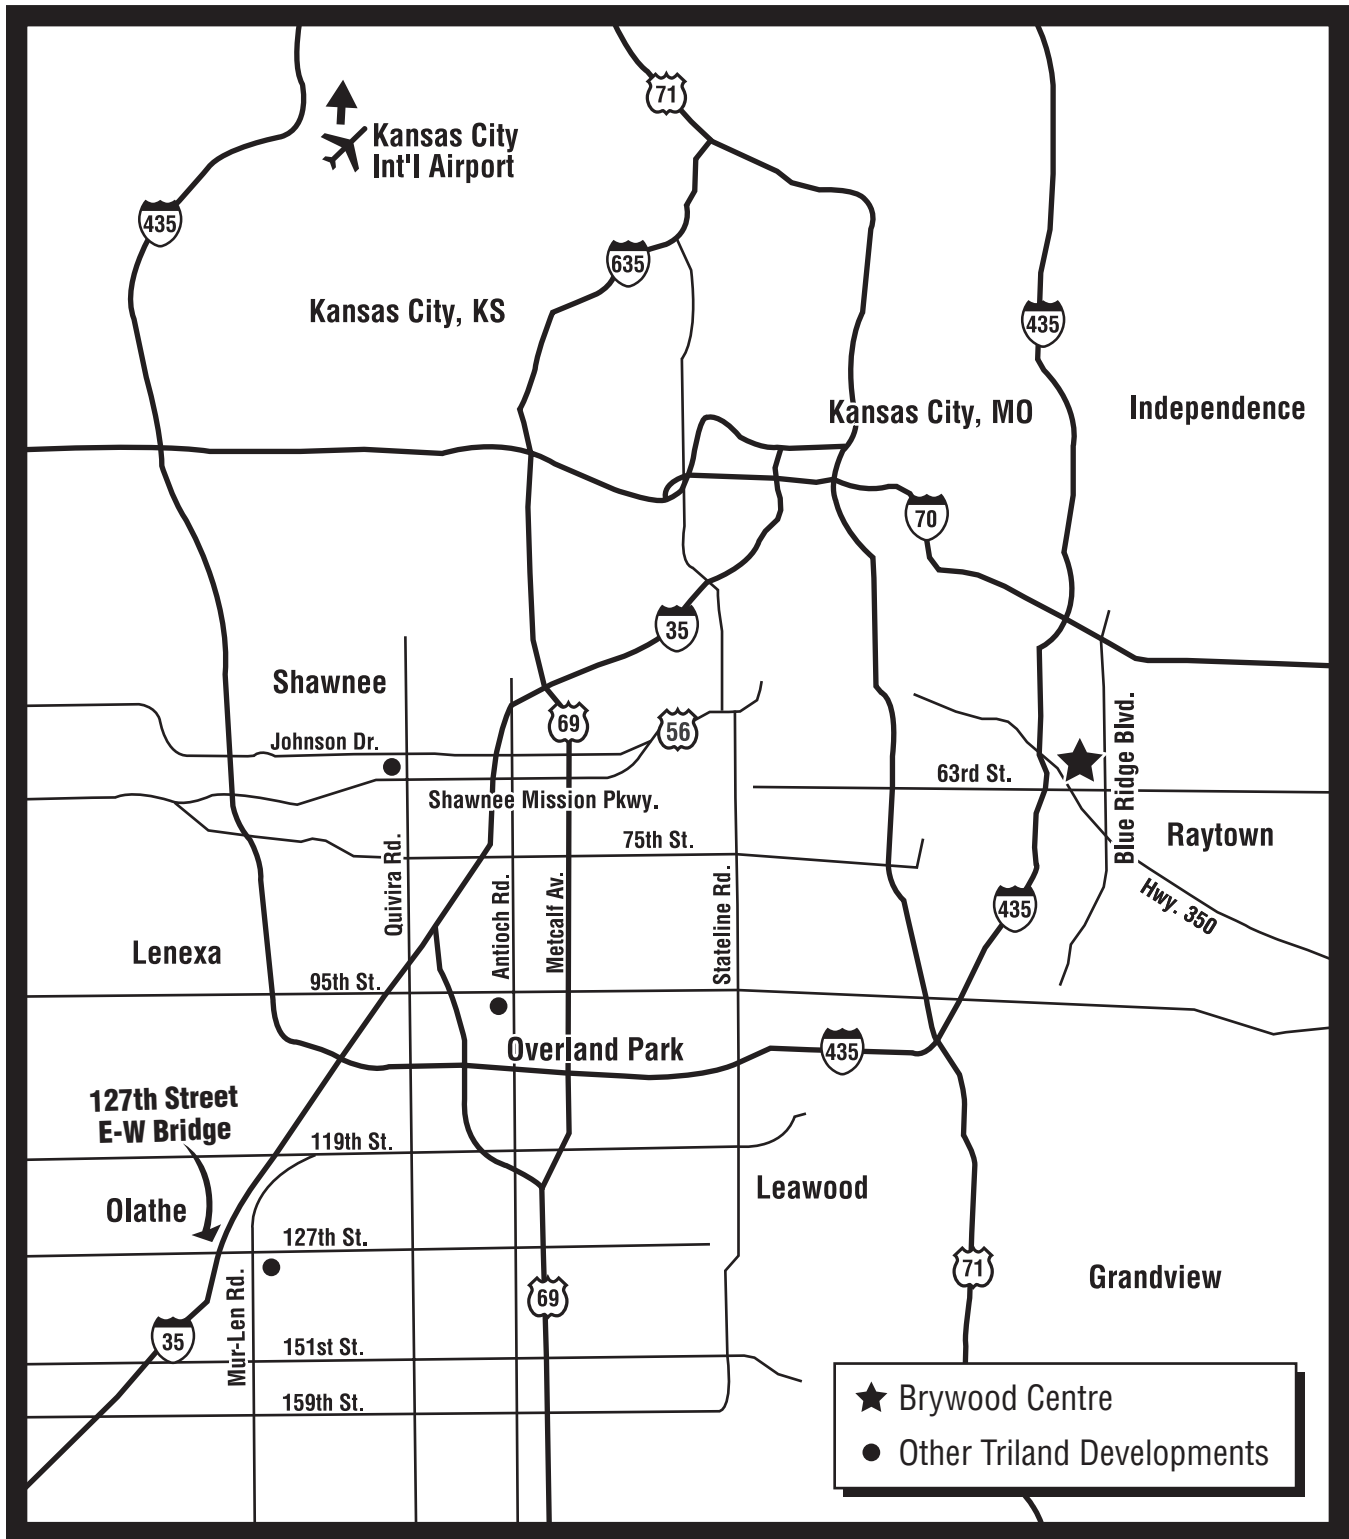 71
Kansas City
Int'l Airport
435
635
Kansas City, KS
435
Kansas City, MO
Independence
70
35
Shawnee
69
56
Johnson Dr.
63rd St.
Shawnee Mission Pkwy.
Blue Ridge Blvd.
Raytown
75th St.
Quivira Rd.
Antioch Rd.
Metcalf Av.
Stateline Rd.
435
Hwy. 350
Lenexa
95th St.
Overland Park
435
127th Street
E-W Bridge
119th St.
Leawood
Olathe
127th St.
71
Grandview
Mur-Len Rd.
69
35
151st St.
159th St.
Brywood Centre
Other Triland Developments